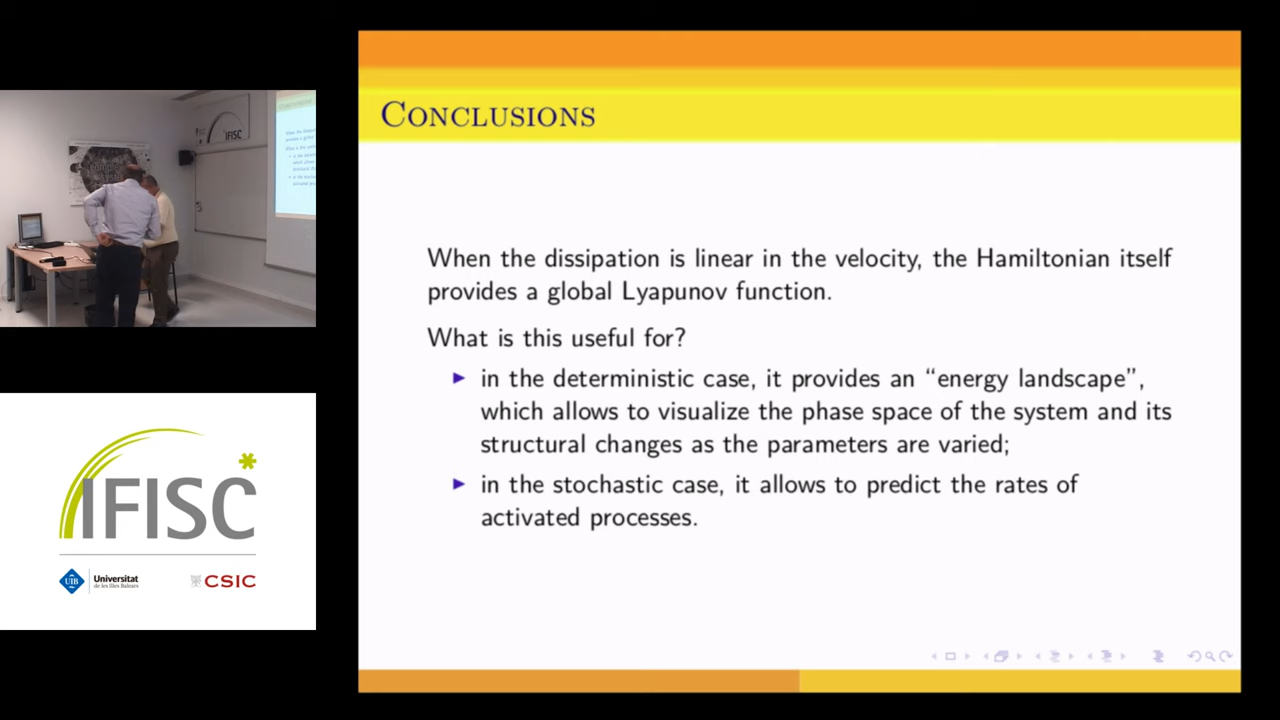 CONCLUSIONS
When the dissipation is linear in the velocity, the Hamiltonian itself
provides a global Lyapunov function.
What is this useful for?
in the deterministic case, it provides an “energy landscape”,
which allows to visualize the phase space of the system and its
structural changes as the parameters are varied;
in the stochastic case, it allows to predict the rates of
activated processes.
IFISC
IFISC
UIB
Universitat
de les Illes Balears
CSIC